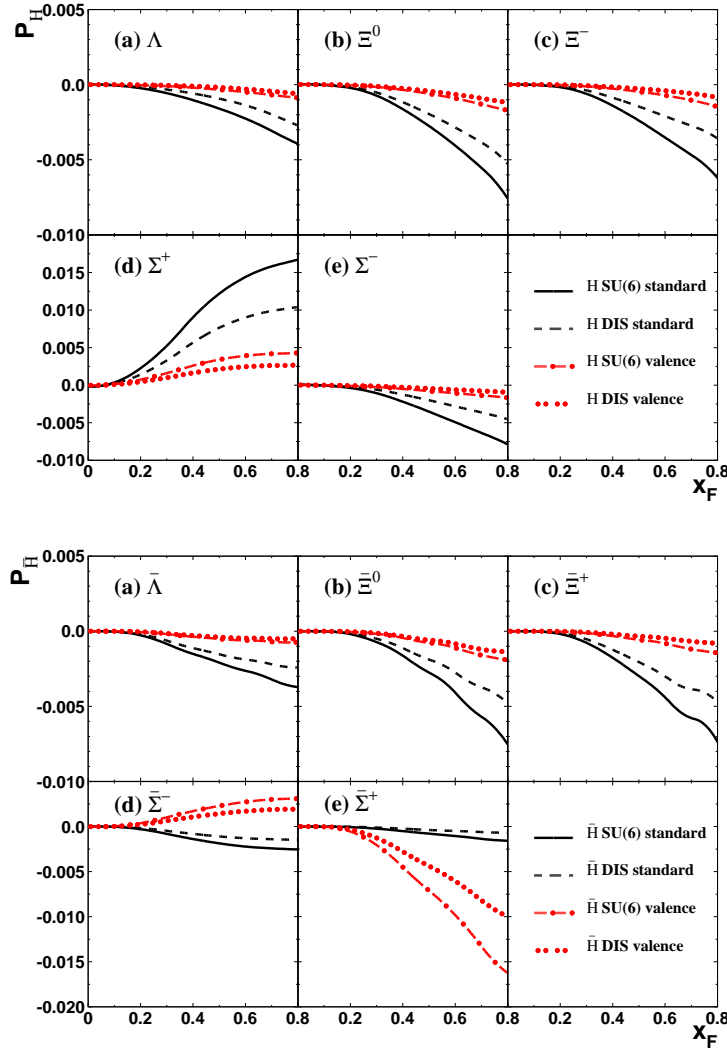 P_H
0.005
0.0
-0.005
-0.010
(a) Λ
(b) Ξ⁰
(c) Ξ⁻
0.015
0.010
0.005
0.0
-0.005
-0.010
(d) Σ⁺
(e) Σ⁻
H SU(6) standard
H DIS standard
H SU(6) valence
H DIS valence
0 0.2 0.4 0.6 0.8 0.2 0.4 0.6 0.8 0.2 0.4 0.6 0.8
x_F
P_H̄
0.005
0.0
-0.005
-0.010
(a) Λ̄
(b) Ξ̄⁰
(c) Ξ̄⁺
0.005
0.000
-0.005
-0.010
-0.015
-0.020
(d) Σ̄⁻
(e) Σ̄⁺
H̄ SU(6) standard
H̄ DIS standard
H̄ SU(6) valence
H̄ DIS valence
0 0.2 0.4 0.6 0.8 0.2 0.4 0.6 0.8 0.2 0.4 0.6 0.8
x_F